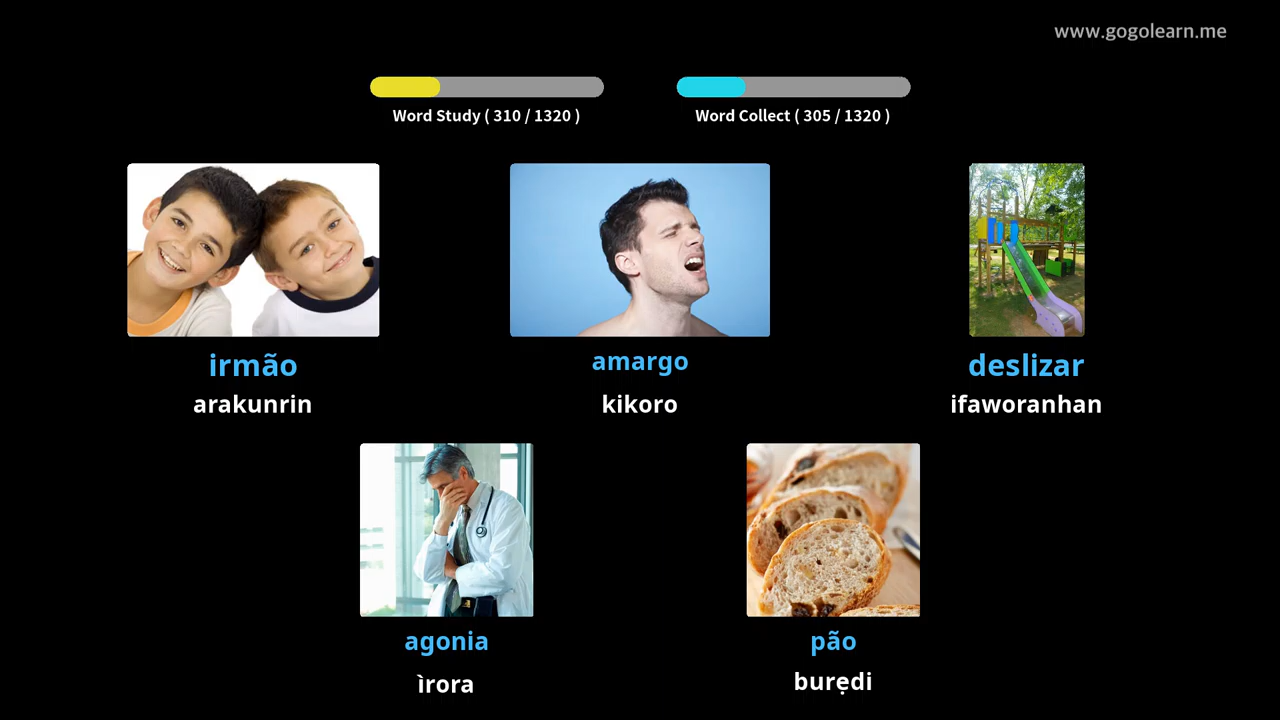 www.gogolearn.me
Word Study ( 310 / 1320 )
Word Collect ( 305 / 1320 )
irmão
arakunrin
amargo
kikoro
deslizar
ifaworanhan
agonia
ìrora
pão
burẹdi